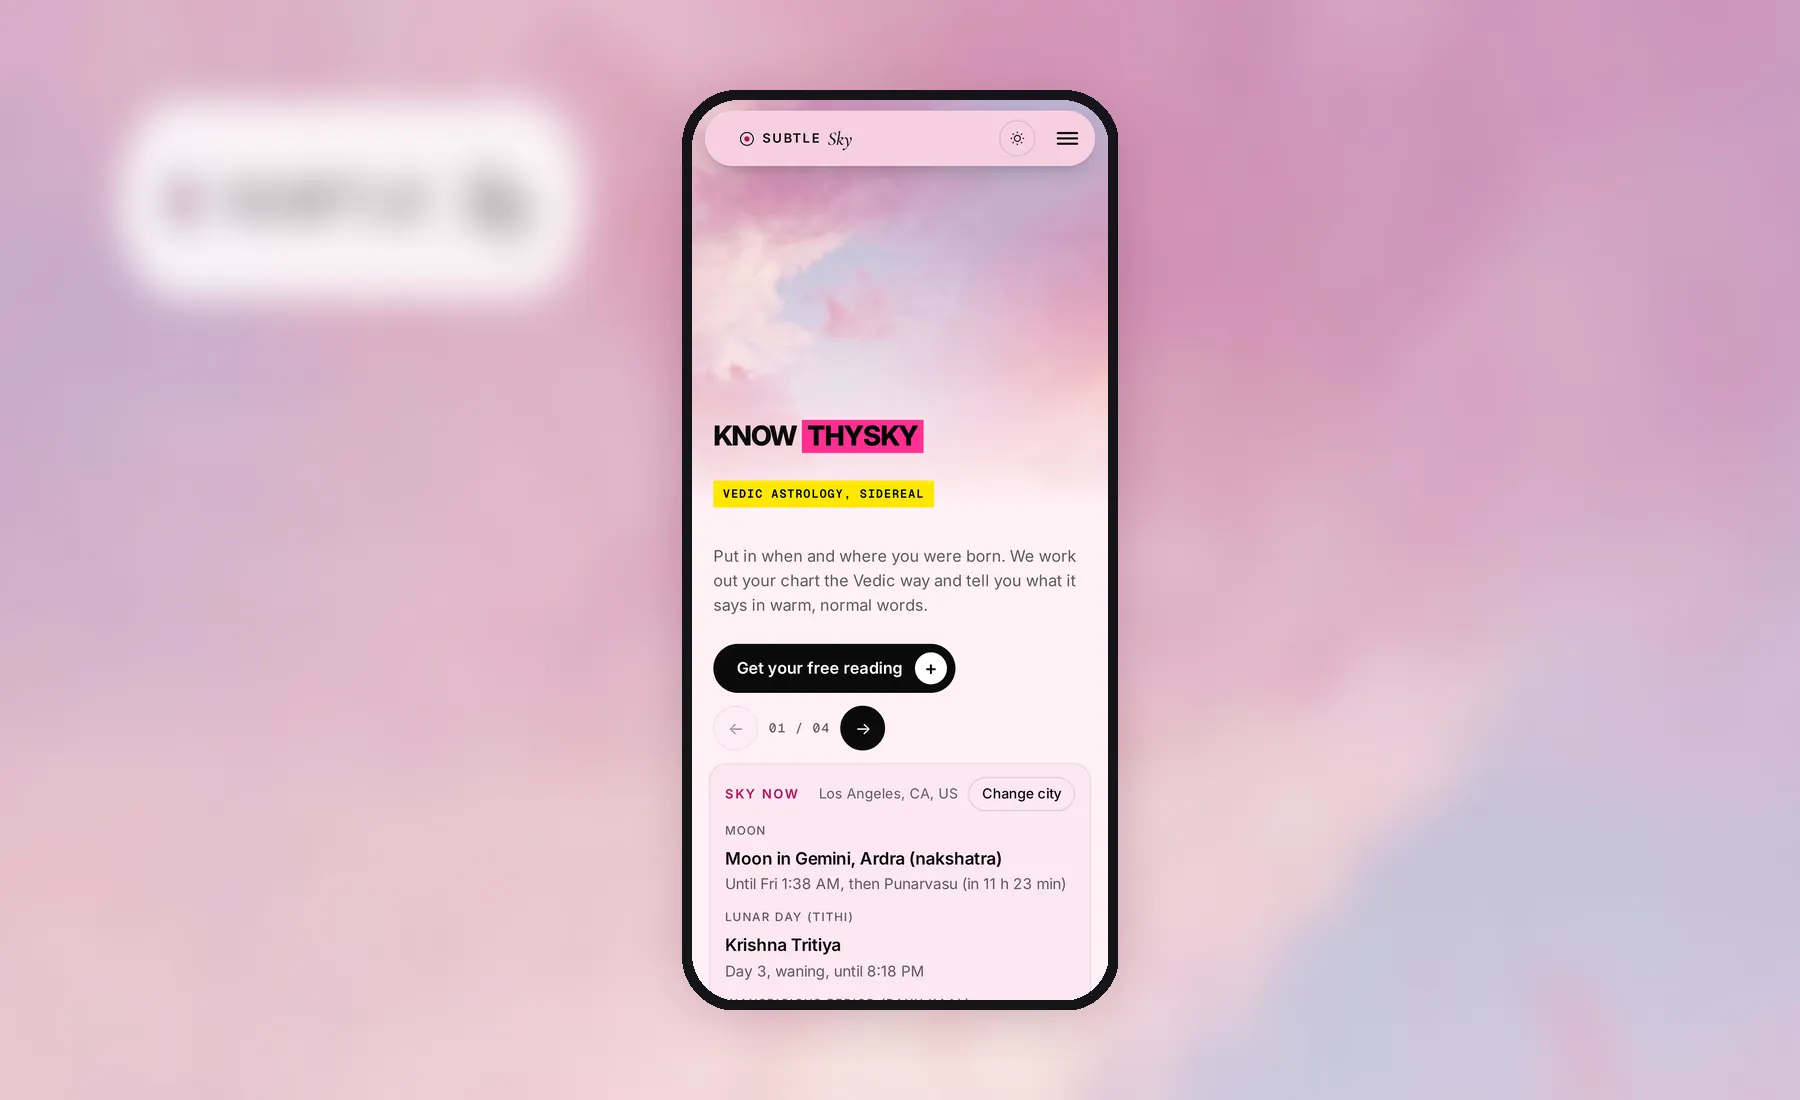 SUBTLE Sky
KNOW THYSKY
VEDIC ASTROLOGY, SIDEREAL
Put in when and where you were born. We work
out your chart the Vedic way and tell you what it
says in warm, normal words.
Get your free reading +
← 01 / 04 →
SKY NOW Los Angeles, CA, US Change city
MOON
Moon in Gemini, Ardra (nakshatra)
Until Fri 1:38 AM, then Punarvasu (in 11 h 23 min)
LUNAR DAY (TITHI)
Krishna Tritiya
Day 3, waning, until 8:18 PM